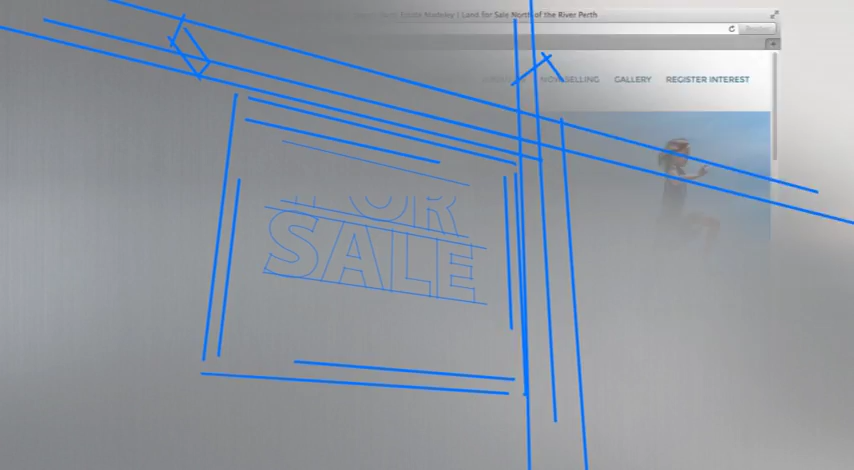 Land for Sale North of the River Perth
NOW SELLING GALLERY REGISTER INTEREST
FOR
SALE